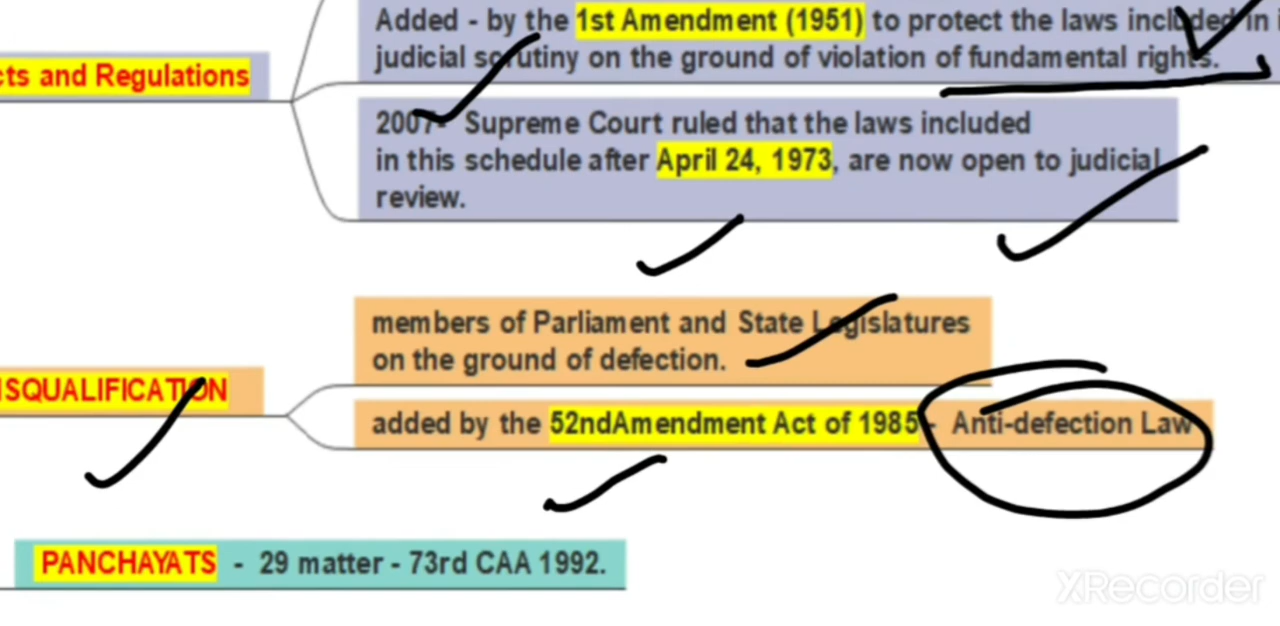 Added - by the 1st Amendment (1951) to protect the laws included in i
cts and Regulations
judicial scrutiny on the ground of violation of fundamental rights.
2007- Supreme Court ruled that the laws included
in this schedule after April 24, 1973, are now open to judicial
review.
members of Parliament and State Legislatures
on the ground of defection.
ISQUALIFICATION
added by the 52ndAmendment Act of 1985 - Anti-defection Law
PANCHAYATS - 29 matter - 73rd CAA 1992.
XRecorder